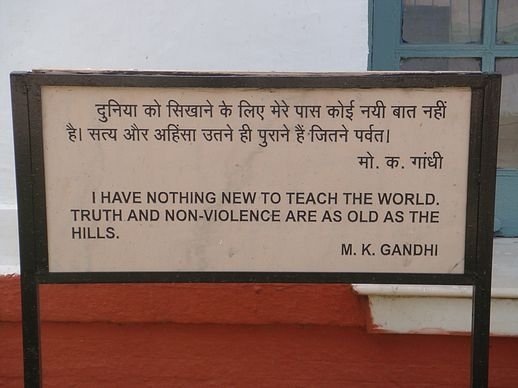 दुनिया को सिखाने के लिए मेरे पास कोई नयी बात नहीं
है। सत्य और अहिंसा उतने ही पुराने हैं जितने पर्वत।
मो. क. गांधी
I HAVE NOTHING NEW TO TEACH THE WORLD.
TRUTH AND NON-VIOLENCE ARE AS OLD AS THE
HILLS.
M. K. GANDHI